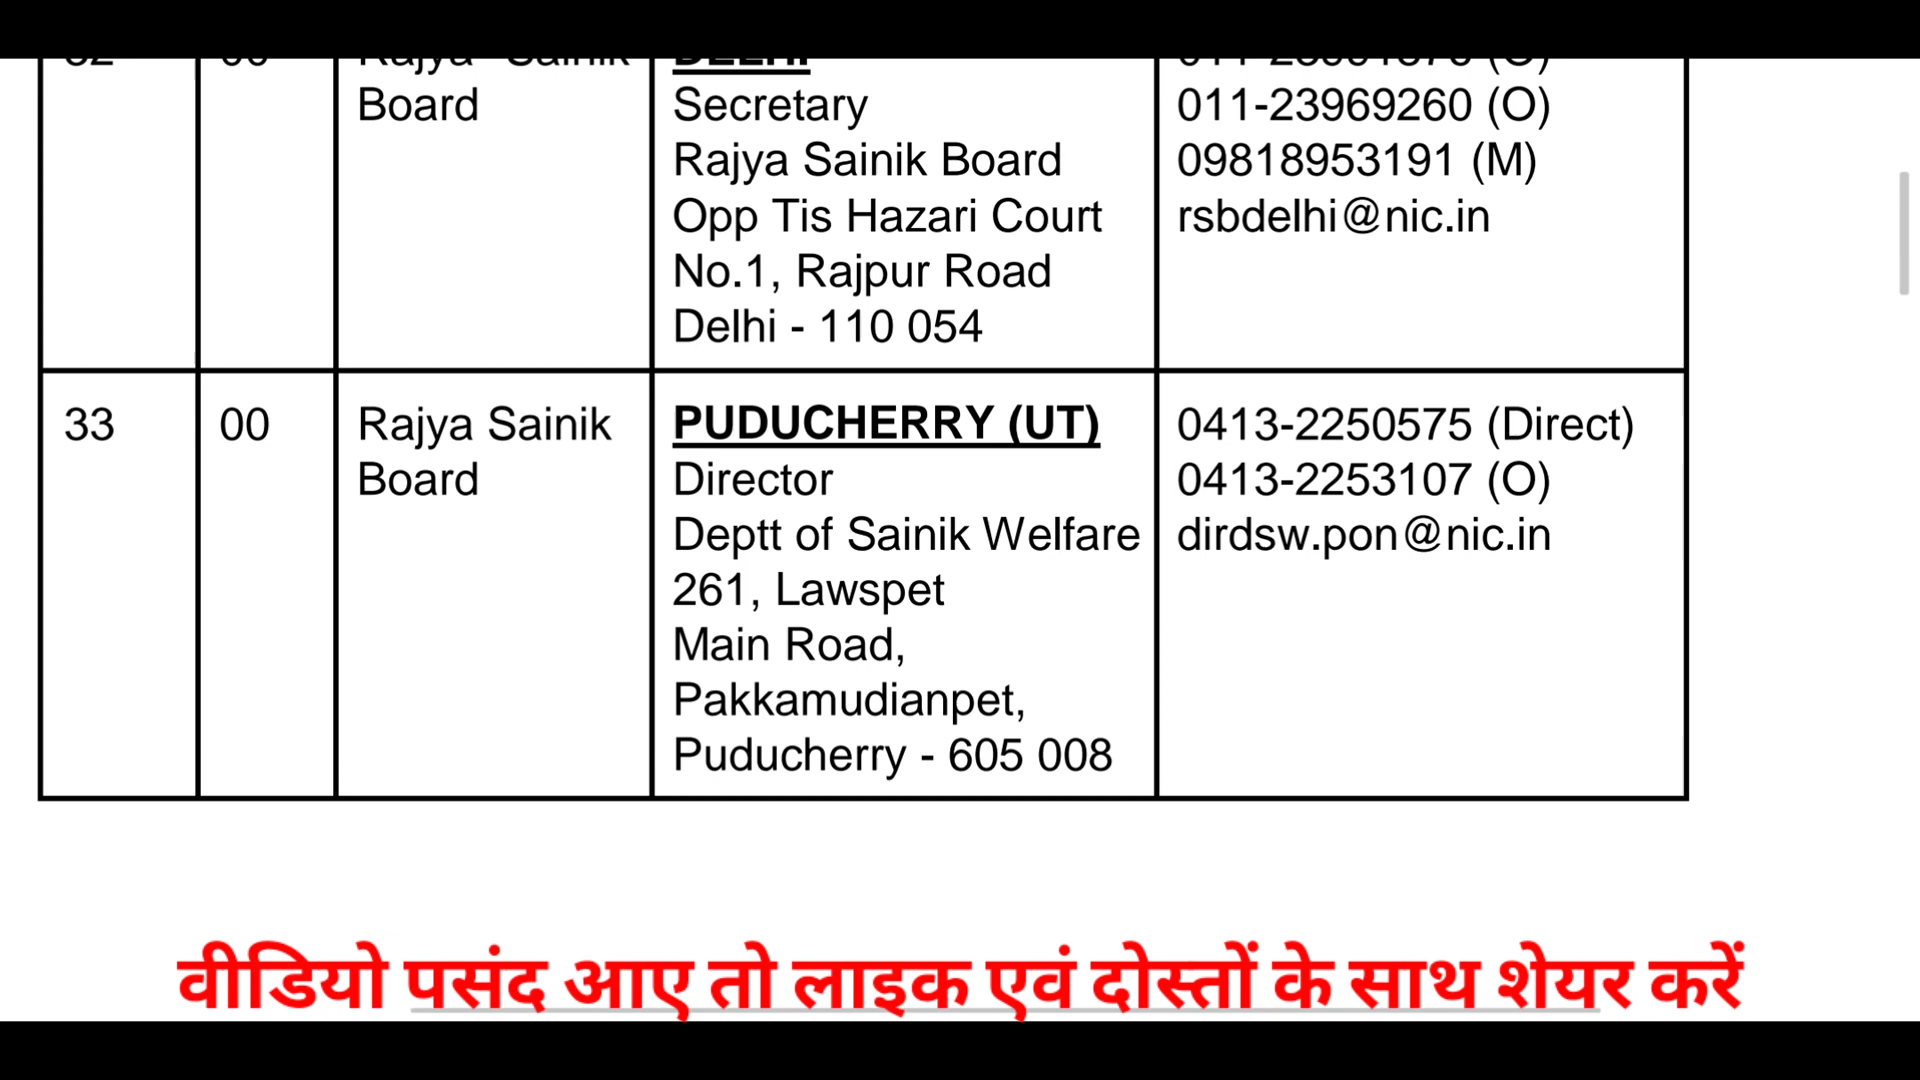 Board
Secretary
Rajya Sainik Board
Opp Tis Hazari Court
No.1, Rajpur Road
Delhi - 110 054
011-23969260 (O)
09818953191 (M)
rsbdelhi@nic.in
33
00
Rajya Sainik
Board
PUDUCHERRY (UT)
Director
Deptt of Sainik Welfare
261, Lawspet
Main Road,
Pakkamudianpet,
Puducherry - 605 008
0413-2250575 (Direct)
0413-2253107 (O)
dirdsw.pon@nic.in
वीडियो पसंद आए तो लाइक एवं दोस्तों के साथ शेयर करें